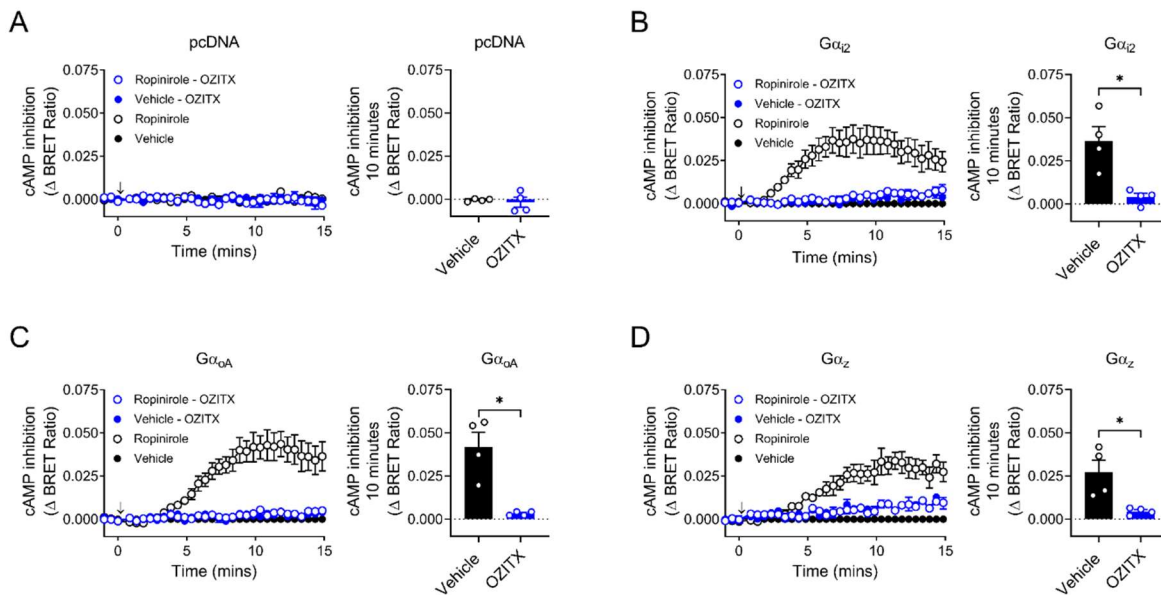 A
pcDNA
cAMP inhibition
(Δ BRET Ratio)
0.075
0.050
0.025
0.000
Ropinirole - OZITX
Vehicle - OZITX
Ropinirole
Vehicle
↓
0
5
10
15
Time (mins)
pcDNA
cAMP inhibition
10 minutes
(Δ BRET Ratio)
0.075
0.050
0.025
0.000
Vehicle
OZITX
B
Gαi2
cAMP inhibition
(Δ BRET Ratio)
0.075
0.050
0.025
0.000
Ropinirole - OZITX
Vehicle - OZITX
Ropinirole
Vehicle
↓
0
5
10
15
Time (mins)
Gαi2
cAMP inhibition
10 minutes
(Δ BRET Ratio)
0.075
0.050
0.025
0.000
*
Vehicle
OZITX
C
GαoA
cAMP inhibition
(Δ BRET Ratio)
0.075
0.050
0.025
0.000
Ropinirole - OZITX
Vehicle - OZITX
Ropinirole
Vehicle
↓
0
5
10
15
Time (mins)
GαoA
cAMP inhibition
10 minutes
(Δ BRET Ratio)
0.075
0.050
0.025
0.000
*
Vehicle
OZITX
D
Gαz
cAMP inhibition
(Δ BRET Ratio)
0.075
0.050
0.025
0.000
Ropinirole - OZITX
Vehicle - OZITX
Ropinirole
Vehicle
↓
0
5
10
15
Time (mins)
Gαz
cAMP inhibition
10 minutes
(Δ BRET Ratio)
0.075
0.050
0.025
0.000
*
Vehicle
OZITX